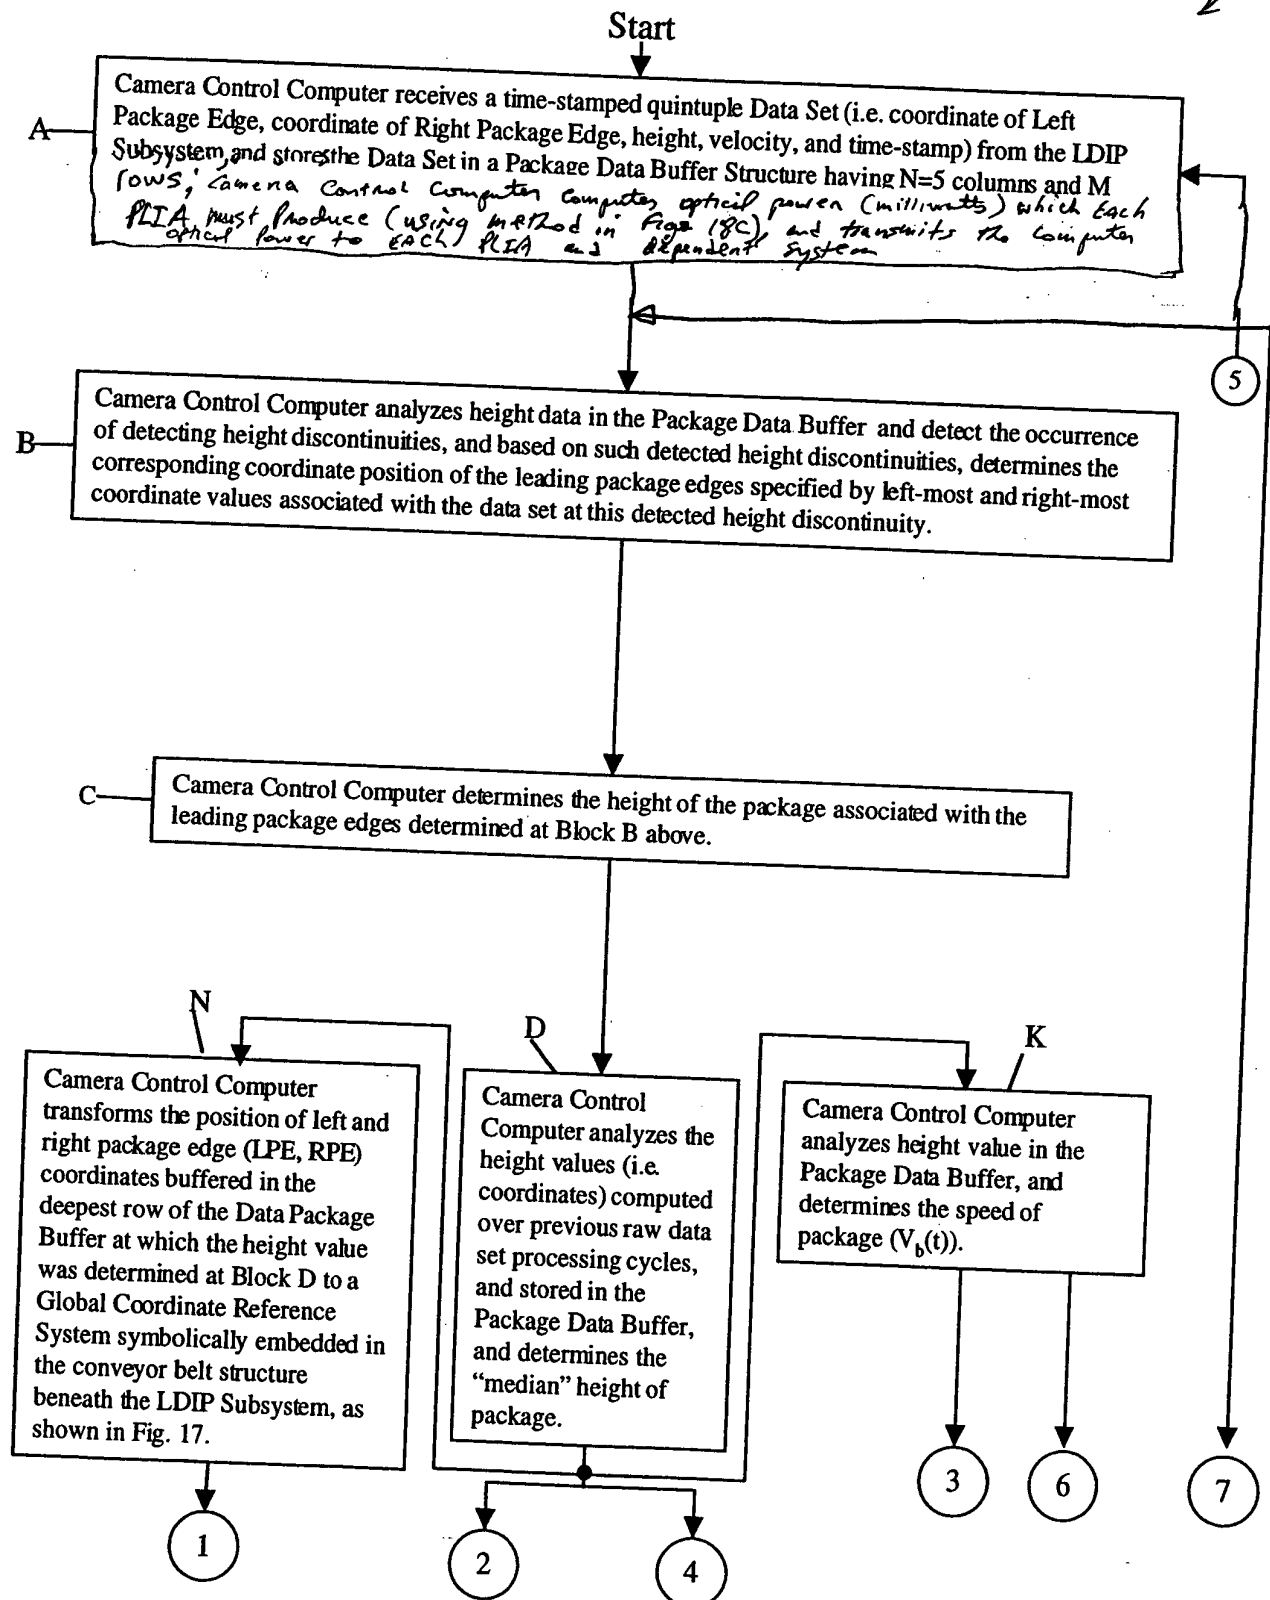 2
Start
A
Camera Control Computer receives a time-stamped quintuple Data Set (i.e. coordinate of Left
Package Edge, coordinate of Right Package Edge, height, velocity, and time-stamp) from the LDIP
Subsystem, and storesthe Data Set in a Package Data Buffer Structure having N=5 columns and M
rows; Camera Control Computer computes optical power (milliwatts) which Each
PLIA must Produce (using method in Figs 18C), and transmits the computer
optical Power to EACH PLIA and dependent system
5
B
Camera Control Computer analyzes height data in the Package Data Buffer and detect the occurrence
of detecting height discontinuities, and based on such detected height discontinuities, determines the
corresponding coordinate position of the leading package edges specified by left-most and right-most
coordinate values associated with the data set at this detected height discontinuity.
C
Camera Control Computer determines the height of the package associated with the
leading package edges determined at Block B above.
N
Camera Control Computer
transforms the position of left and
right package edge (LPE, RPE)
coordinates buffered in the
deepest row of the Data Package
Buffer at which the height value
was determined at Block D to a
Global Coordinate Reference
System symbolically embedded in
the conveyor belt structure
beneath the LDIP Subsystem, as
shown in Fig. 17.
D
Camera Control
Computer analyzes the
height values (i.e.
coordinates) computed
over previous raw data
set processing cycles,
and stored in the
Package Data Buffer,
and determines the
“median” height of
package.
K
Camera Control Computer
analyzes height value in the
Package Data Buffer, and
determines the speed of
package (V_b(t)).
1
2
4
3
6
7